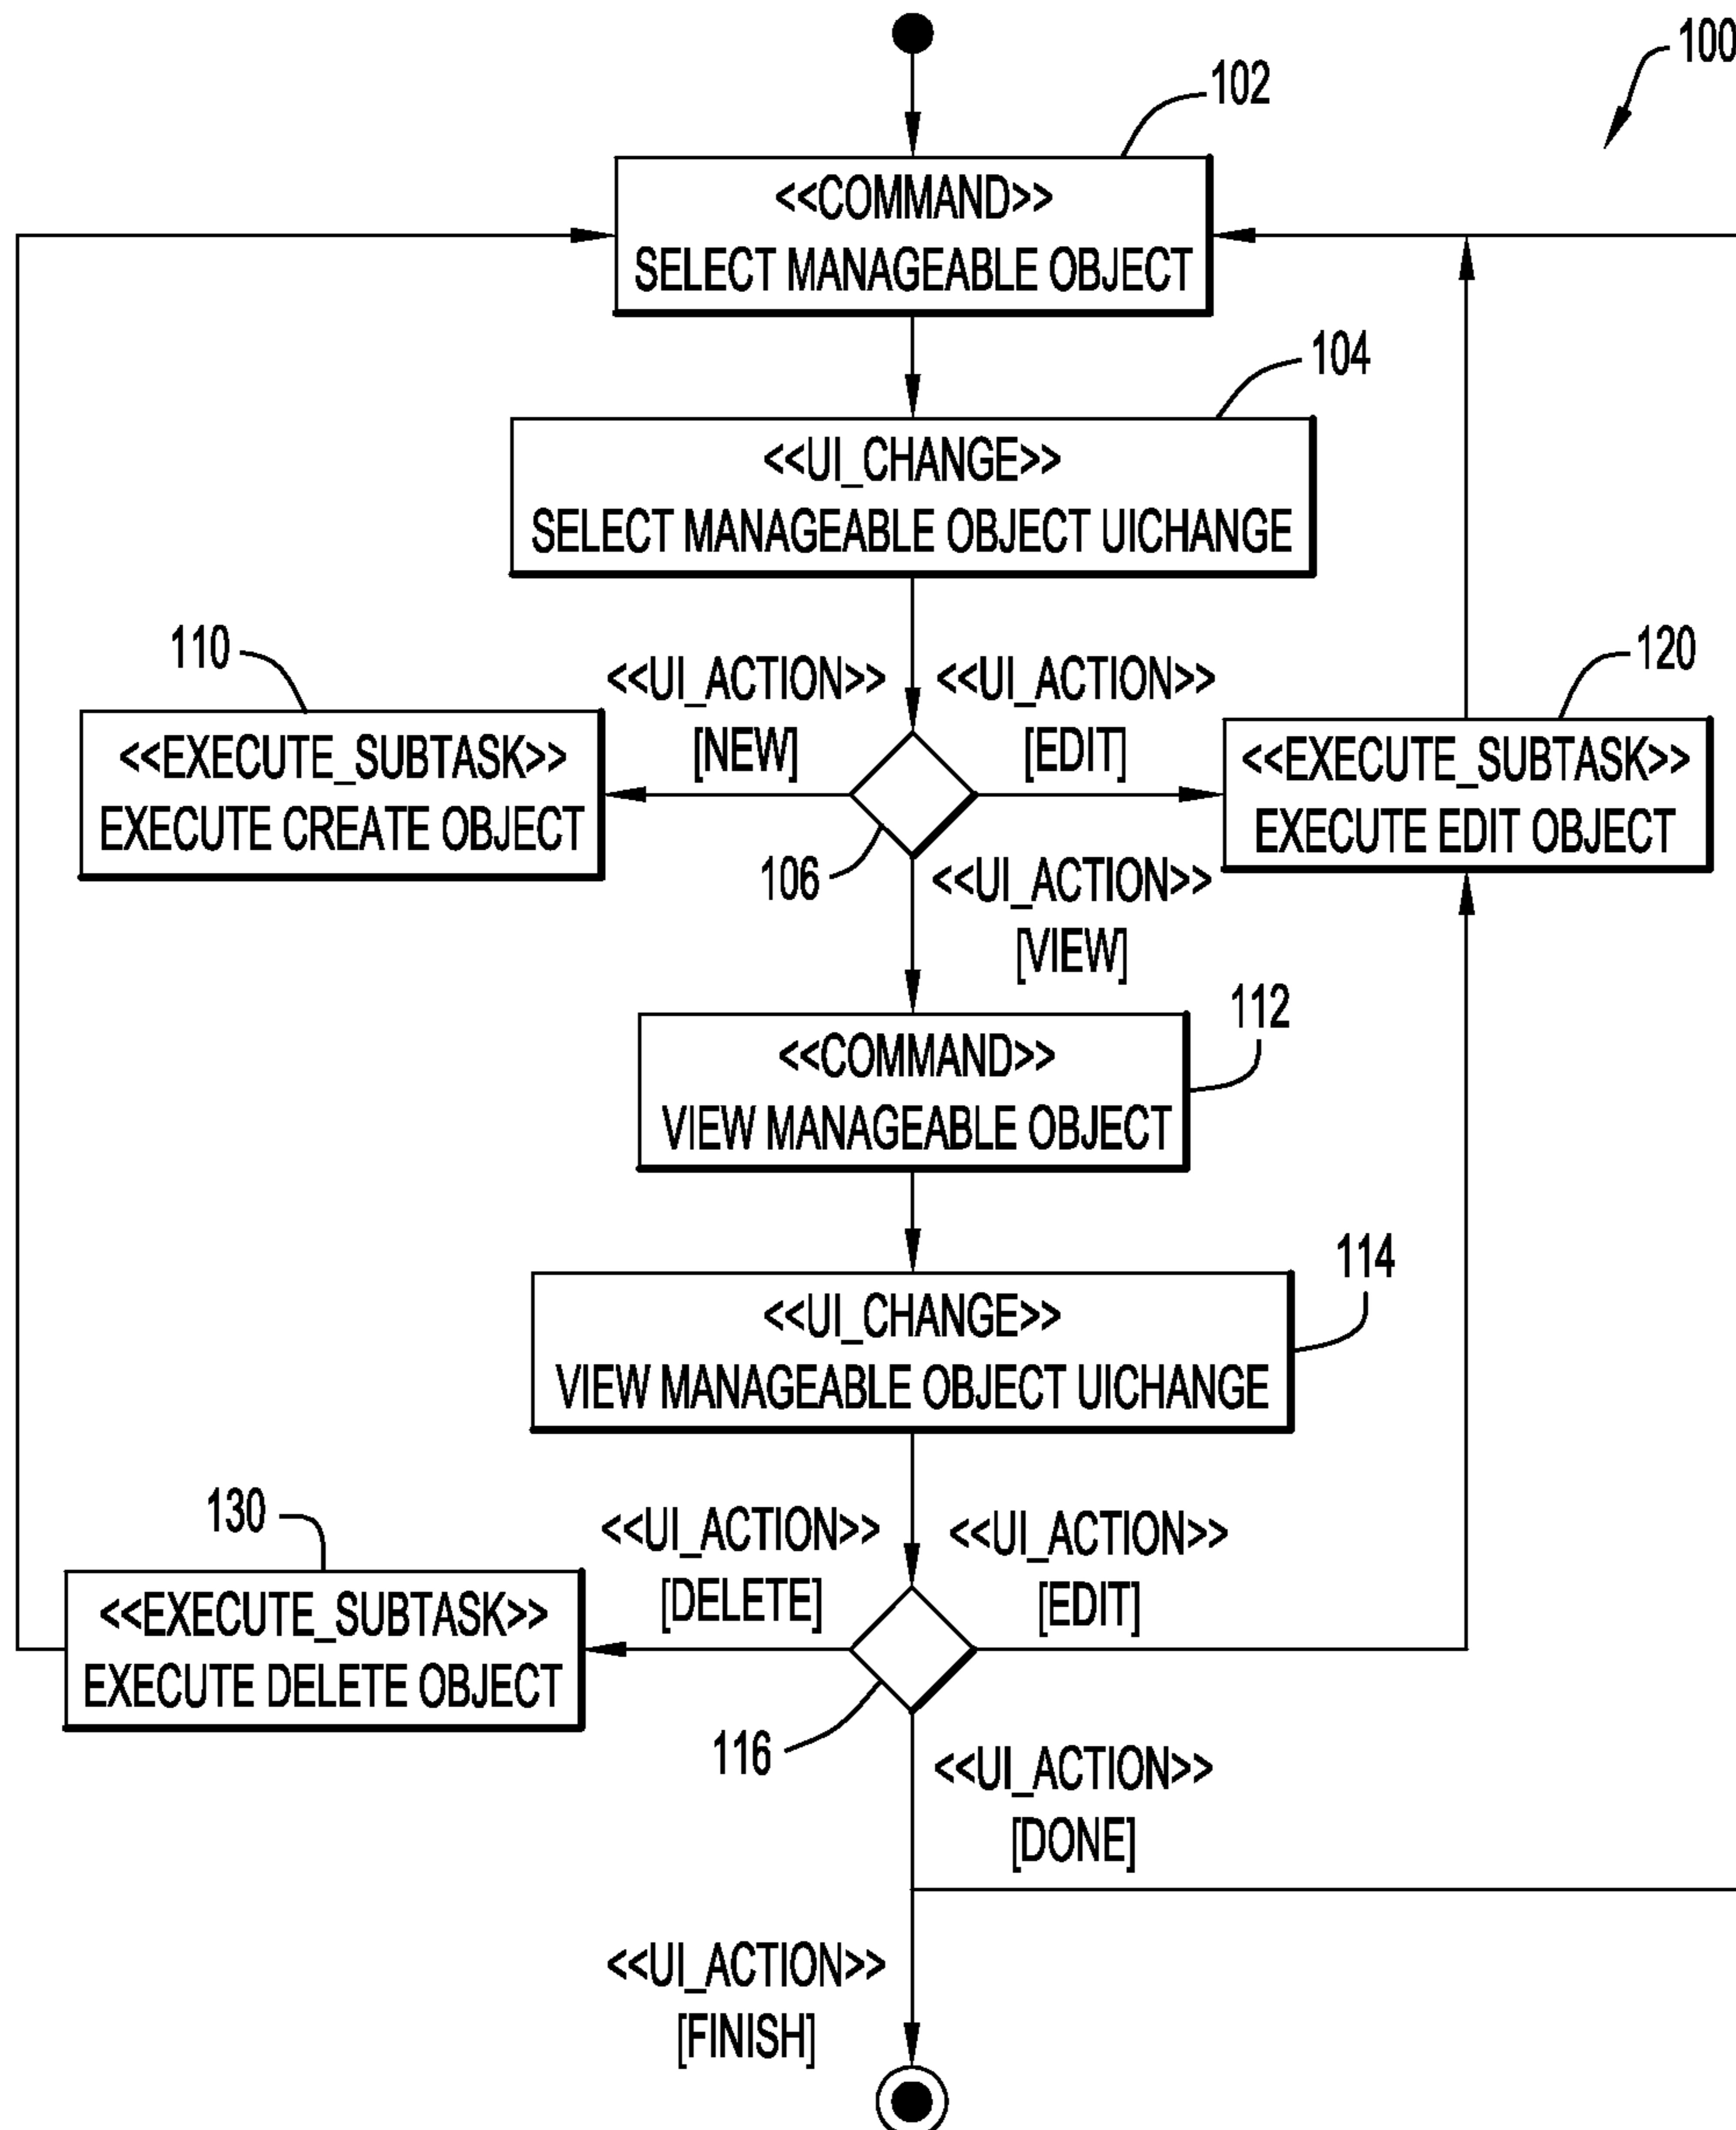 100
102
<<COMMAND>>
SELECT MANAGEABLE OBJECT
104
<<UI_CHANGE>>
SELECT MANAGEABLE OBJECT UICHANGE
110
<<UI_ACTION>>
[NEW]
<<UI_ACTION>>
[EDIT]
120
<<EXECUTE_SUBTASK>>
EXECUTE CREATE OBJECT
<<EXECUTE_SUBTASK>>
EXECUTE EDIT OBJECT
106
<<UI_ACTION>>
[VIEW]
112
<<COMMAND>>
VIEW MANAGEABLE OBJECT
114
<<UI_CHANGE>>
VIEW MANAGEABLE OBJECT UICHANGE
130
<<UI_ACTION>>
[DELETE]
<<UI_ACTION>>
[EDIT]
<<EXECUTE_SUBTASK>>
EXECUTE DELETE OBJECT
116
<<UI_ACTION>>
[DONE]
<<UI_ACTION>>
[FINISH]